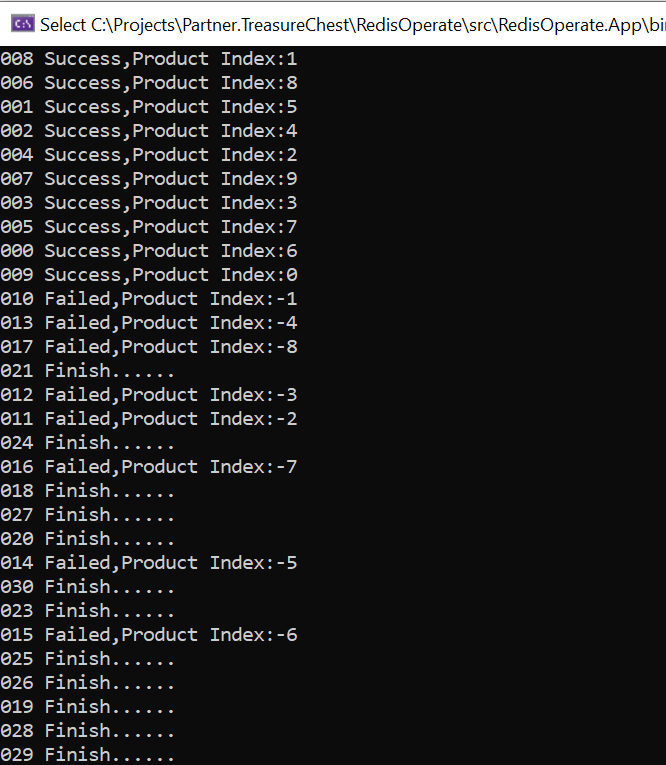 Select C:\Projects\Partner.TreasureChest\RedisOperate\src\RedisOperate.App\bi
008 Success,Product Index:1
006 Success,Product Index:8
001 Success,Product Index:5
002 Success,Product Index:4
004 Success,Product Index:2
007 Success,Product Index:9
003 Success,Product Index:3
005 Success,Product Index:7
000 Success,Product Index:6
009 Success,Product Index:0
010 Failed,Product Index:-1
013 Failed,Product Index:-4
017 Failed,Product Index:-8
021 Finish......
012 Failed,Product Index:-3
011 Failed,Product Index:-2
024 Finish......
016 Failed,Product Index:-7
018 Finish......
027 Finish......
020 Finish......
014 Failed,Product Index:-5
030 Finish......
023 Finish......
015 Failed,Product Index:-6
025 Finish......
026 Finish......
019 Finish......
028 Finish......
029 Finish......